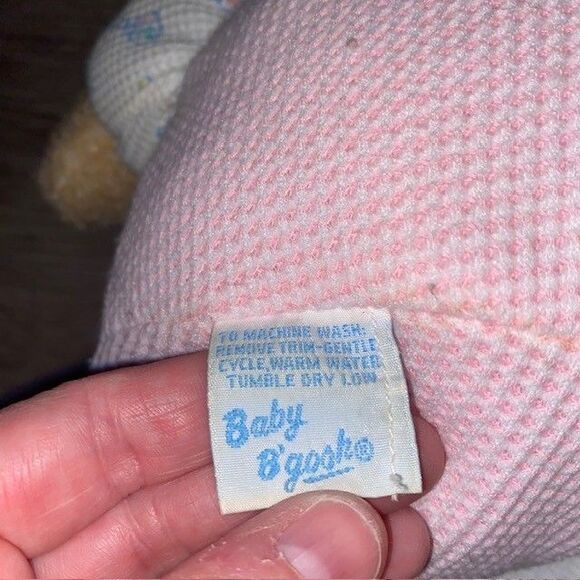 TO MACHINE WASH:
REMOVE TRIM-GENTLE
CYCLE, WARM WATER
TUMBLE DRY LOW
Baby
B'gosh®